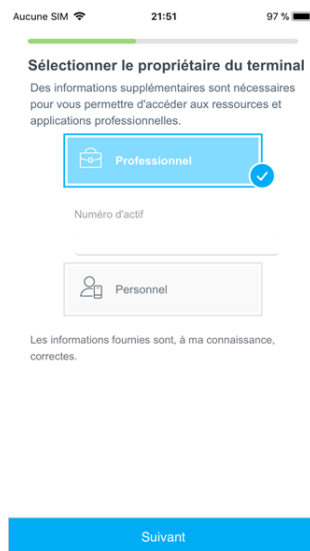 Aucune SIM 21:51 97 %
Sélectionner le propriétaire du terminal
Des informations supplémentaires sont nécessaires
pour vous permettre d'accéder aux ressources et
applications professionnelles.
Professionnel
Numéro d'actif
Personnel
Les informations fournies sont, à ma connaissance,
correctes.
Suivant